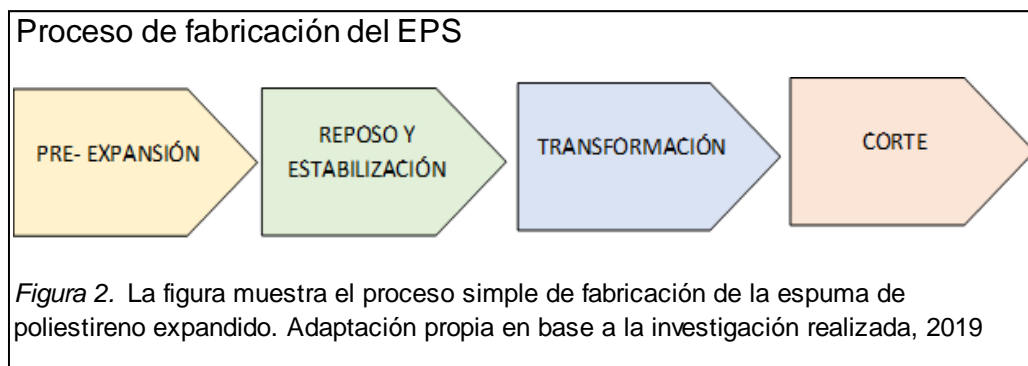 Proceso de fabricación del EPS
PRE- EXPANSIÓN
REPOSO Y
ESTABILIZACIÓN
TRANSFORMACIÓN
CORTE
Figura 2. La figura muestra el proceso simple de fabricación de la espuma de
poliestireno expandido. Adaptación propia en base a la investigación realizada, 2019